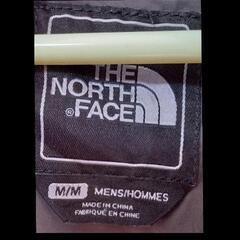 THE
NORTH
® FACE
M/M MENS/HOMMES
MADE IN CHINA
FABRIQUÉ EN CHINE